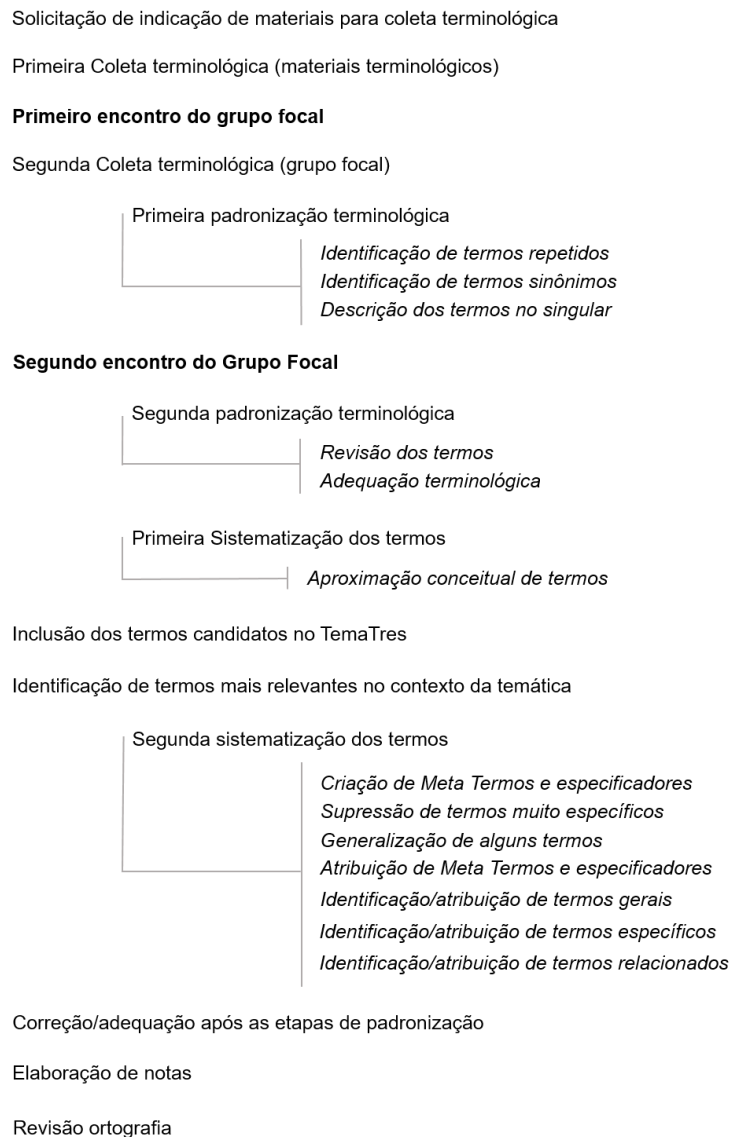 Solicitação de indicação de materiais para coleta terminológica
Primeira Coleta terminológica (materiais terminológicos)
Primeiro encontro do grupo focal
Segunda Coleta terminológica (grupo focal)
Primeira padronização terminológica
Identificação de termos repetidos
Identificação de termos sinônimos
Descrição dos termos no singular
Segundo encontro do Grupo Focal
Segunda padronização terminológica
Revisão dos termos
Adequação terminológica
Primeira Sistematização dos termos
Aproximação conceitual de termos
Inclusão dos termos candidatos no TemaTres
Identificação de termos mais relevantes no contexto da temática
Segunda sistematização dos termos
Criação de Meta Termos e especificadores
Supressão de termos muito específicos
Generalização de alguns termos
Atribuição de Meta Termos e especificadores
Identificação/atribuição de termos gerais
Identificação/atribuição de termos específicos
Identificação/atribuição de termos relacionados
Correção/adequação após as etapas de padronização
Elaboração de notas
Revisão ortografia